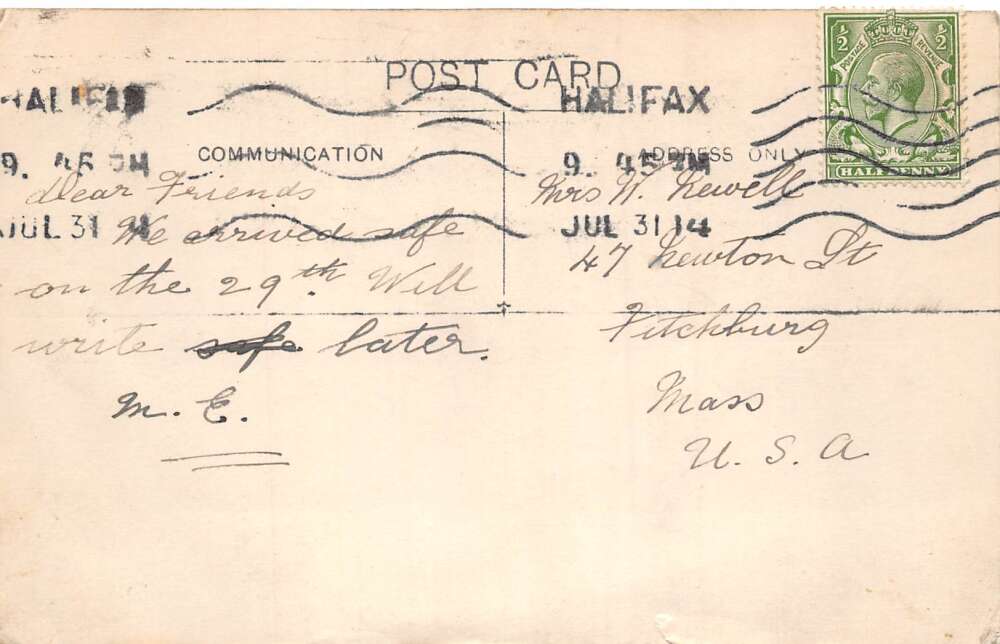 POST CARD
HALIFAX
9. 45 PM
JUL 31 14
HALIFAX
9. 45 PM
JUL 31 14
½ ½
POSTAGE REVENUE
HALFPENNY
COMMUNICATION
Dear Friends
We arrived safe
on the 29th. Will
write safe later.
M. E.
ADDRESS ONLY
Mrs W. Newell
47 Newton St
Fitchburg
Mass
U. S. A